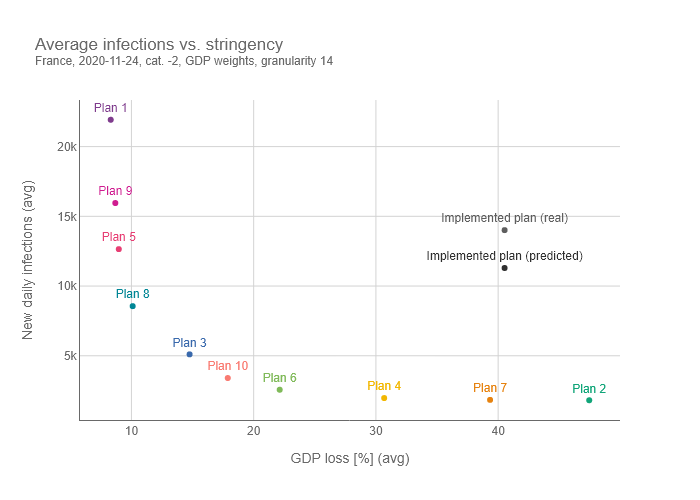 Average infections vs. stringency
France, 2020-11-24, cat. -2, GDP weights, granularity 14
Plan 1
20k
Plan 9
15k
Implemented plan (real)
Plan 5
Implemented plan (predicted)
10k
Plan 8
Plan 3
5k
Plan 10
Plan 6
Plan 4
Plan 7
Plan 2
10
20
30
40
New daily infections (avg)
GDP loss [%] (avg)